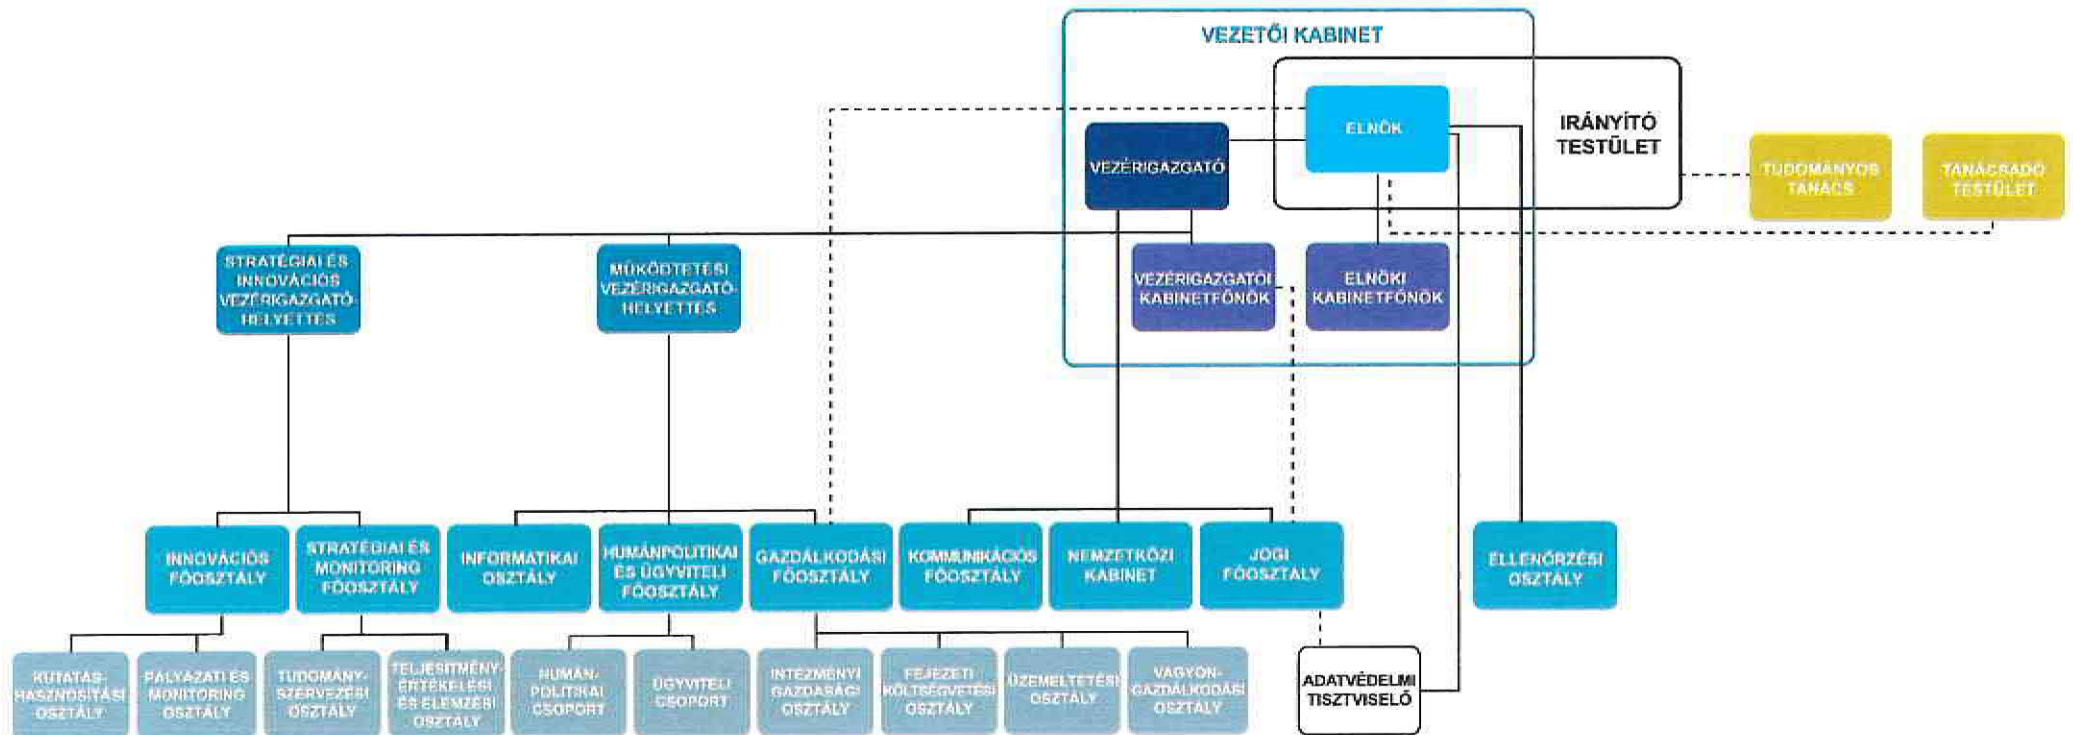 VEZETŐI KABINET
ELNÖK
IRÁNYÍTÓ
TESTÜLET
VEZÉRIGAZGATÓ
TUDOMÁNYOS
TANÁCS
TANÁCSADÓ
TESTÜLET
STRATÉGIAI ÉS
INNOVÁCIÓS
VEZÉRIGAZGATÓ-
HELYETTES
MŰKÖDTETÉSI
VEZÉRIGAZGATÓ-
HELYETTES
VEZÉRIGAZGATÓI
KABINETFŐNÖK
ELNÖKI
KABINETFŐNÖK
INNOVÁCIÓS
FŐOSZTÁLY
STRATÉGIAI ÉS
MONITORING
FŐOSZTÁLY
INFORMATIKAI
OSZTÁLY
HUMÁNPOLITIKAI
ÉS ÜGYVITELI
FŐOSZTÁLY
GAZDÁLKODÁSI
FŐOSZTÁLY
KOMMUNIKÁCIÓS
FŐOSZTÁLY
NEMZETKÖZI
KABINET
JOGI
FŐOSZTÁLY
ELLENŐRZÉSI
OSZTÁLY
KUTATÁS-
HASZNOSÍTÁSI
OSZTÁLY
PÁLYÁZATI ÉS
MONITORING
OSZTÁLY
TUDOMÁNY-
SZERVEZÉSI
OSZTÁLY
TELJESÍTMÉNY-
ÉRTÉKELÉSI
ÉS ELEMZÉSI
OSZTÁLY
HUMÁN-
POLITIKAI
CSOPORT
ÜGYVITELI
CSOPORT
INTÉZMÉNYI
GAZDASÁGI
OSZTÁLY
FEJEZETI
KÖLTSÉGVETÉSI
OSZTÁLY
ÜZEMELTETÉSI
OSZTÁLY
VAGYON-
GAZDÁLKODÁSI
OSZTÁLY
ADATVÉDELMI
TISZTVISELŐ